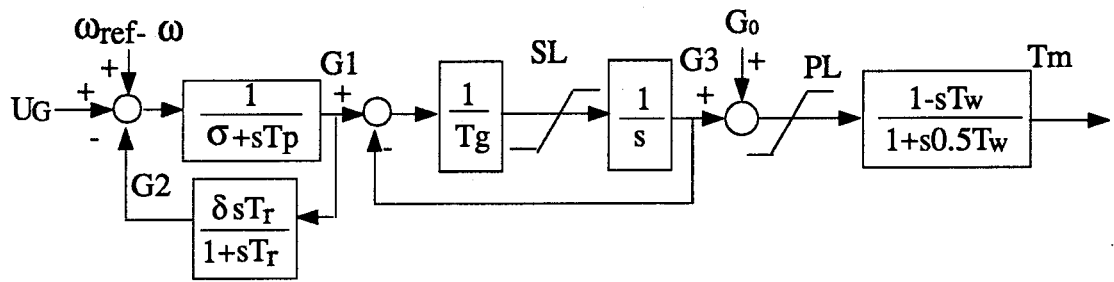 ωref- ω
+
UG
+
-
1
σ+sTp
G1
+
-
1
Tg
SL
1
s
G3
+
G0
+
PL
1-sTw
1+s0.5Tw
Tm
G2
δ sTr
1+sTr